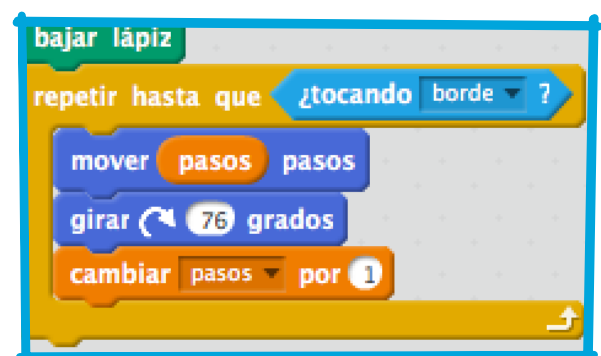 bajar lápiz
repetir hasta que ¿tocando borde ?
mover pasos pasos
girar 76 grados
cambiar pasos por 1